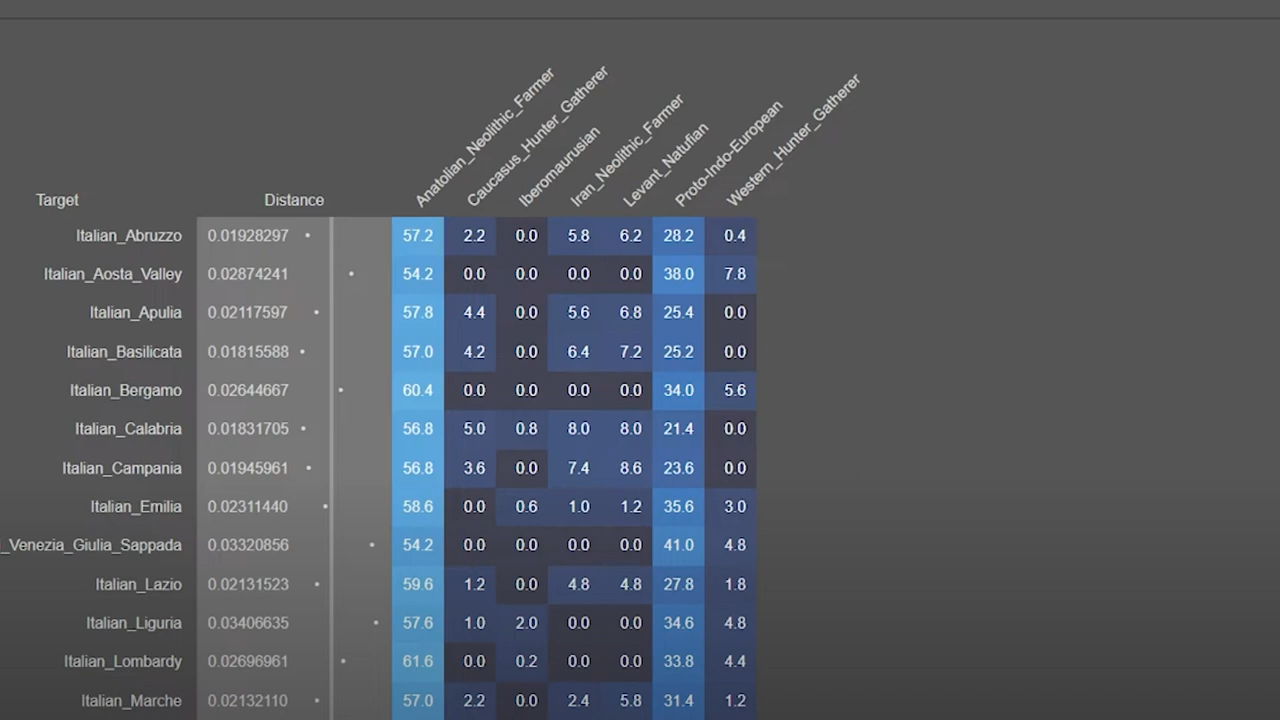 Anatolian_Neolithic_Farmer
Caucasus_Hunter_Gatherer
Iberomaurusian
Iran_Neolithic_Farmer
Levant_Natufian
Proto-Indo-European
Western_Hunter_Gatherer
Target Distance
Italian_Abruzzo 0.01928297 57.2 2.2 0.0 5.8 6.2 28.2 0.4
Italian_Aosta_Valley 0.02874241 54.2 0.0 0.0 0.0 0.0 38.0 7.8
Italian_Apulia 0.02117597 57.8 4.4 0.0 5.6 6.8 25.4 0.0
Italian_Basilicata 0.01815588 57.0 4.2 0.0 6.4 7.2 25.2 0.0
Italian_Bergamo 0.02644667 60.4 0.0 0.0 0.0 0.0 34.0 5.6
Italian_Calabria 0.01831705 56.8 5.0 0.8 8.0 8.0 21.4 0.0
Italian_Campania 0.01945961 56.8 3.6 0.0 7.4 8.6 23.6 0.0
Italian_Emilia 0.02311440 58.6 0.0 0.6 1.0 1.2 35.6 3.0
_Venezia_Giulia_Sappada 0.03320856 54.2 0.0 0.0 0.0 0.0 41.0 4.8
Italian_Lazio 0.02131523 59.6 1.2 0.0 4.8 4.8 27.8 1.8
Italian_Liguria 0.03406635 57.6 1.0 2.0 0.0 0.0 34.6 4.8
Italian_Lombardy 0.02696961 61.6 0.0 0.2 0.0 0.0 33.8 4.4
Italian_Marche 0.02132110 57.0 2.2 0.0 2.4 5.8 31.4 1.2